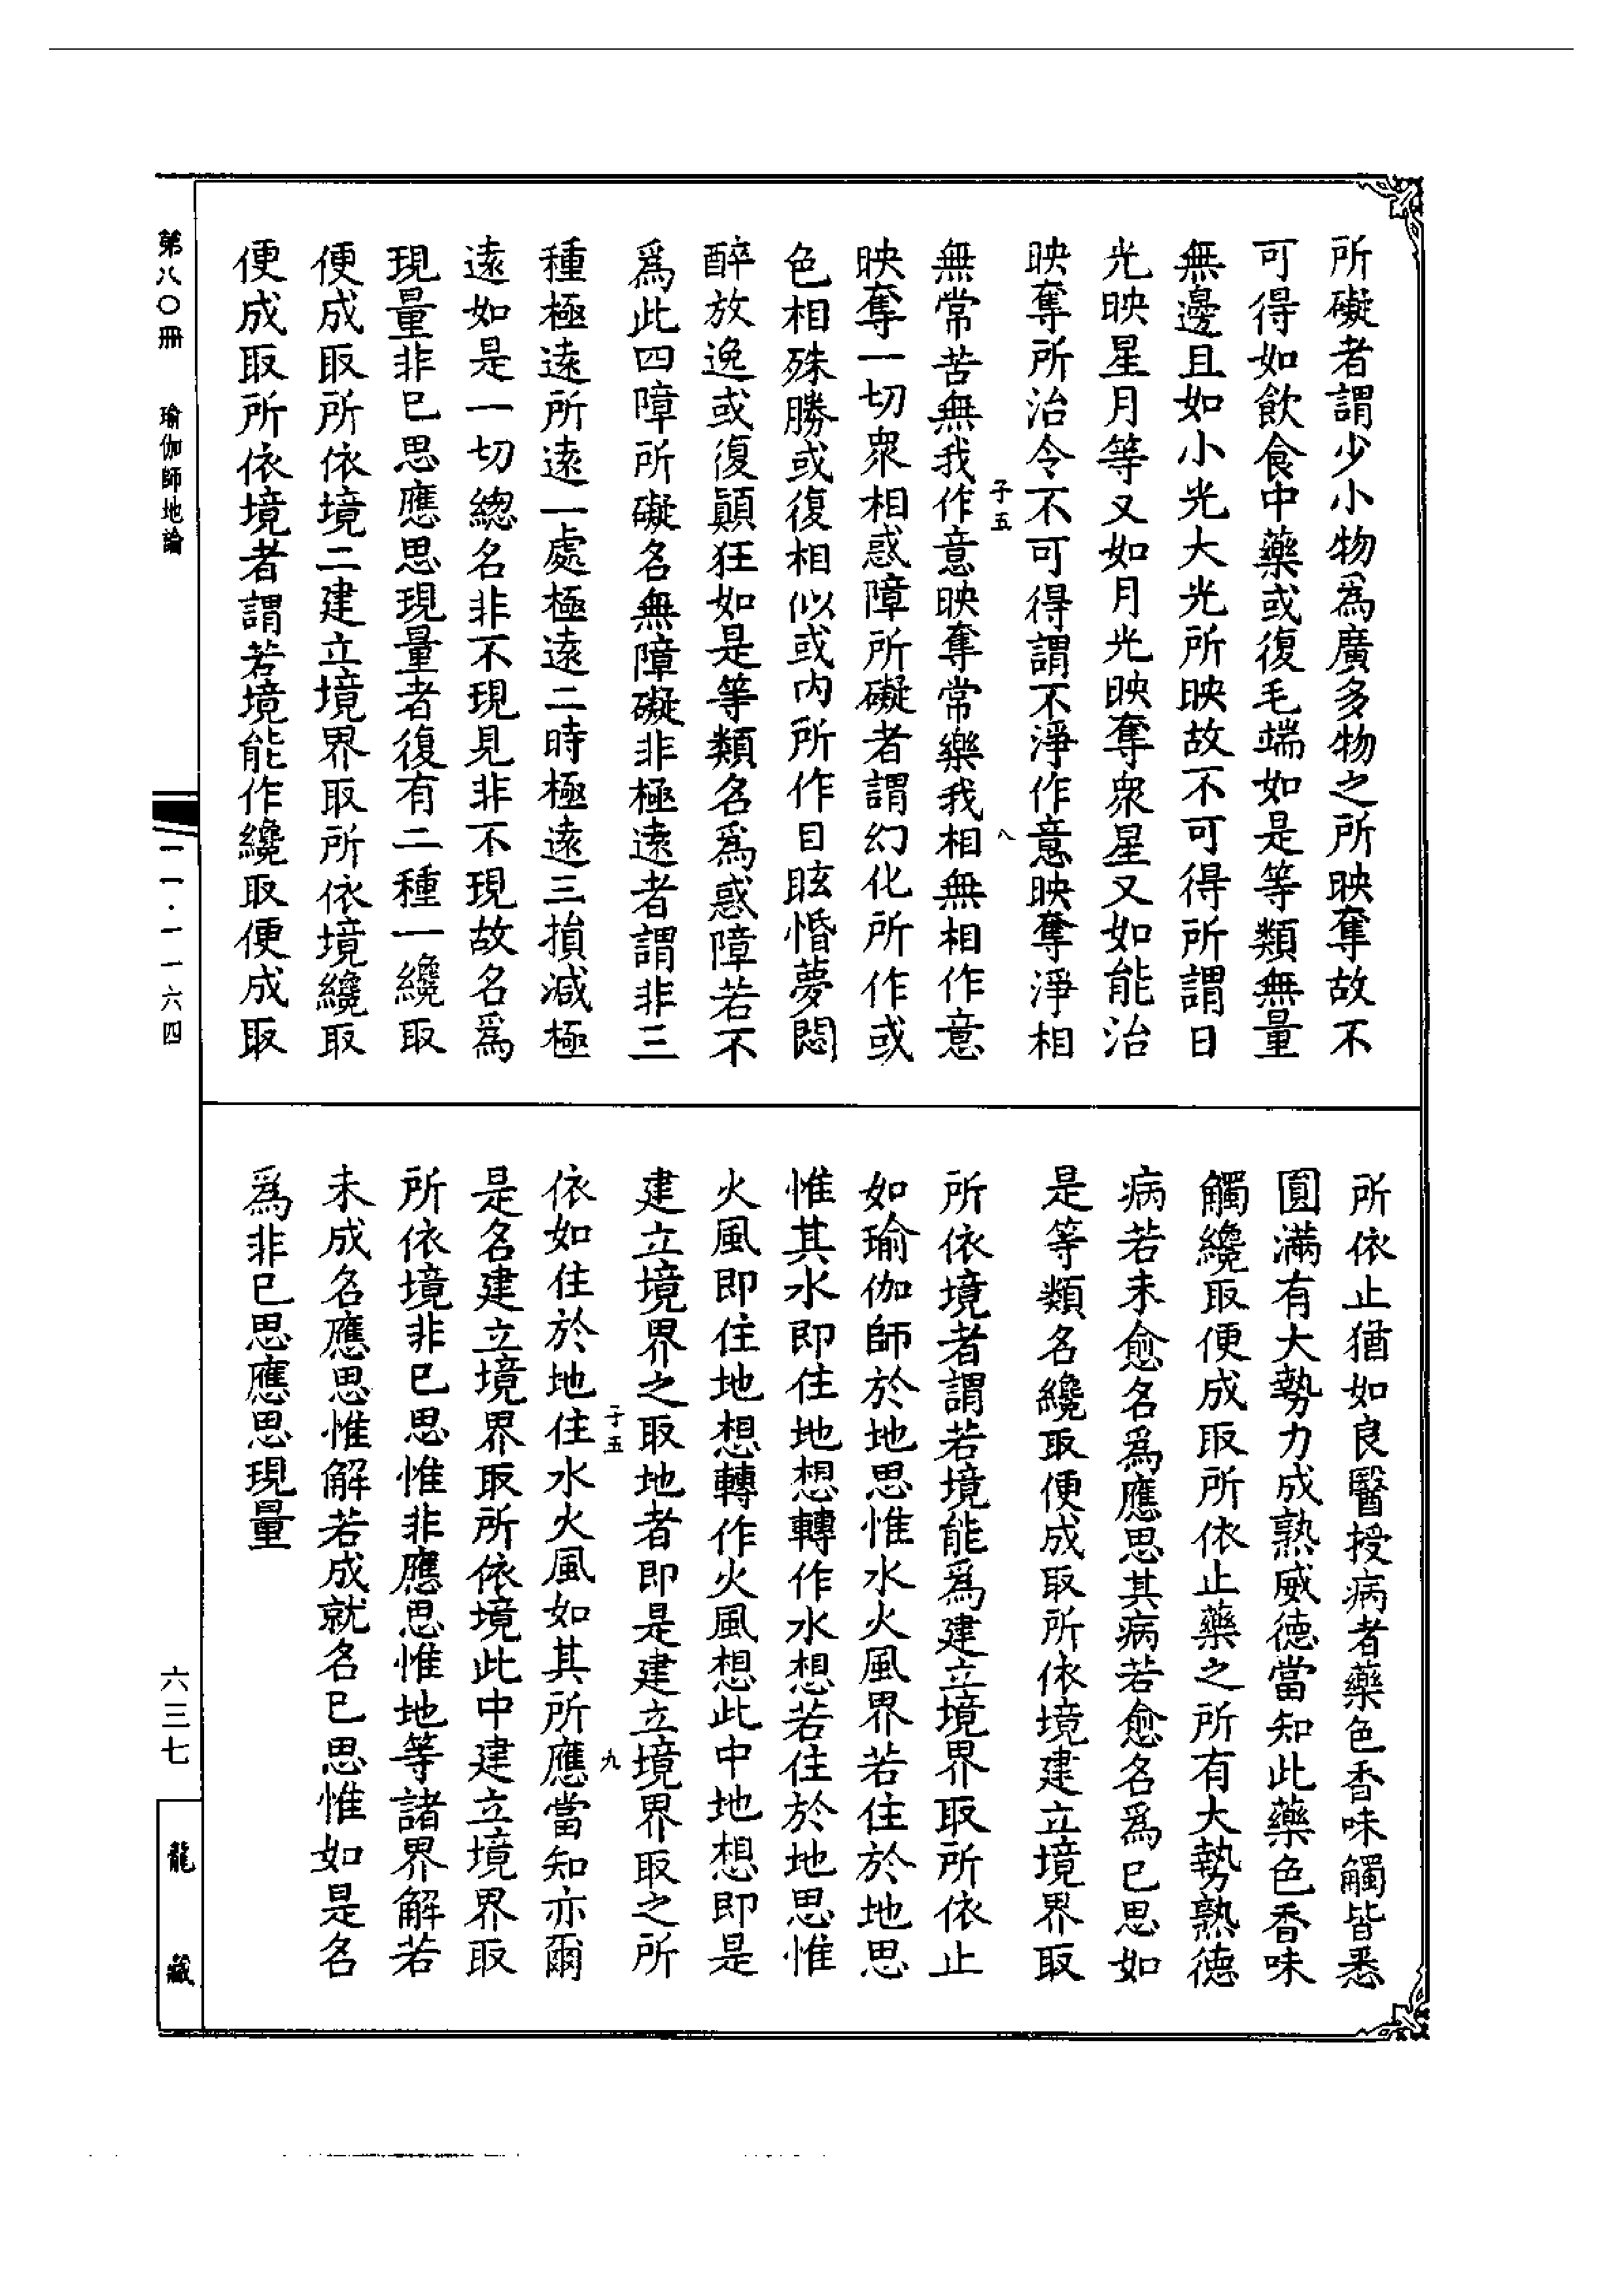 所礙者謂少小物爲廣多物之所映奪故不
可得如飲食中藥或復毛端如是等類無量
無邊且如小光大光所映故不可得所謂日
光映星月等又如月光映奪衆星又如能治
映奪所治令不可得謂不淨作意映奪淨相
子五 八
無常苦無我作意映奪常樂我相無相作意
映奪一切衆相惑障所礙者謂幻化所作或
色相殊勝或復相似或內所作目眩惛夢悶
醉放逸或復顛狂如是等類名爲惑障若不
爲此四障所礙名無障礙非極遠者謂非三
種極遠所遠一處極遠二時極遠三損減極
遠如是一切總名非不現見非不現故名爲
現量非已思應思現量者復有二種一纔取
便成取所依境二建立境界取所依境纔取
便成取所依境者謂若境能作纔取便成取
所依止猶如良醫授病者藥色香味觸皆悉
圓滿有大勢力成熟威德當知此藥色香味
觸纔取便成取所依止藥之所有大勢熟德
病若未愈名爲應思其病若愈名爲已思如
是等類名纔取便成取所依境建立境界取
所依境者謂若境能爲建立境界取所依止
如瑜伽師於地思惟水火風界若住於地思
惟其水即住地想轉作水想若住於地思惟
火風即住地想轉作火風想此中地想即是
建立境界之取地者即是建立境界取之所
子五 九
依如住於地住水火風如其所應當知亦爾
是名建立境界取所依境此中建立境界取
所依境非已思惟非應思惟地等諸界解若
未成名應思惟解若成就名已思惟如是名
爲非已思應思現量
第八〇冊 瑜伽師地論
一一·一一六四
六三七
龍藏